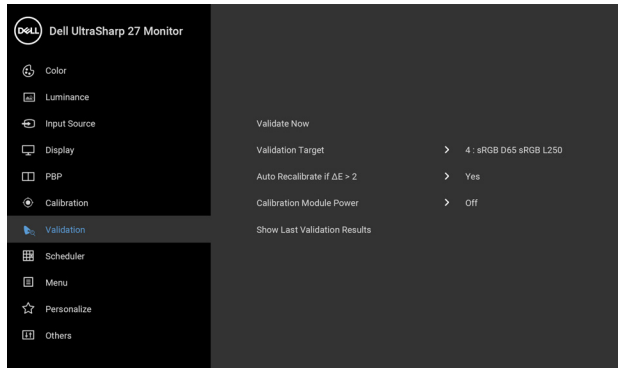 DELL Dell UltraSharp 27 Monitor
Color
Luminance
Input Source
Validate Now
Display
Validation Target 4 : sRGB D65 sRGB L250
PBP
Auto Recalibrate if ΔE > 2 Yes
Calibration
Calibration Module Power Off
Validation
Show Last Validation Results
Scheduler
Menu
Personalize
Others